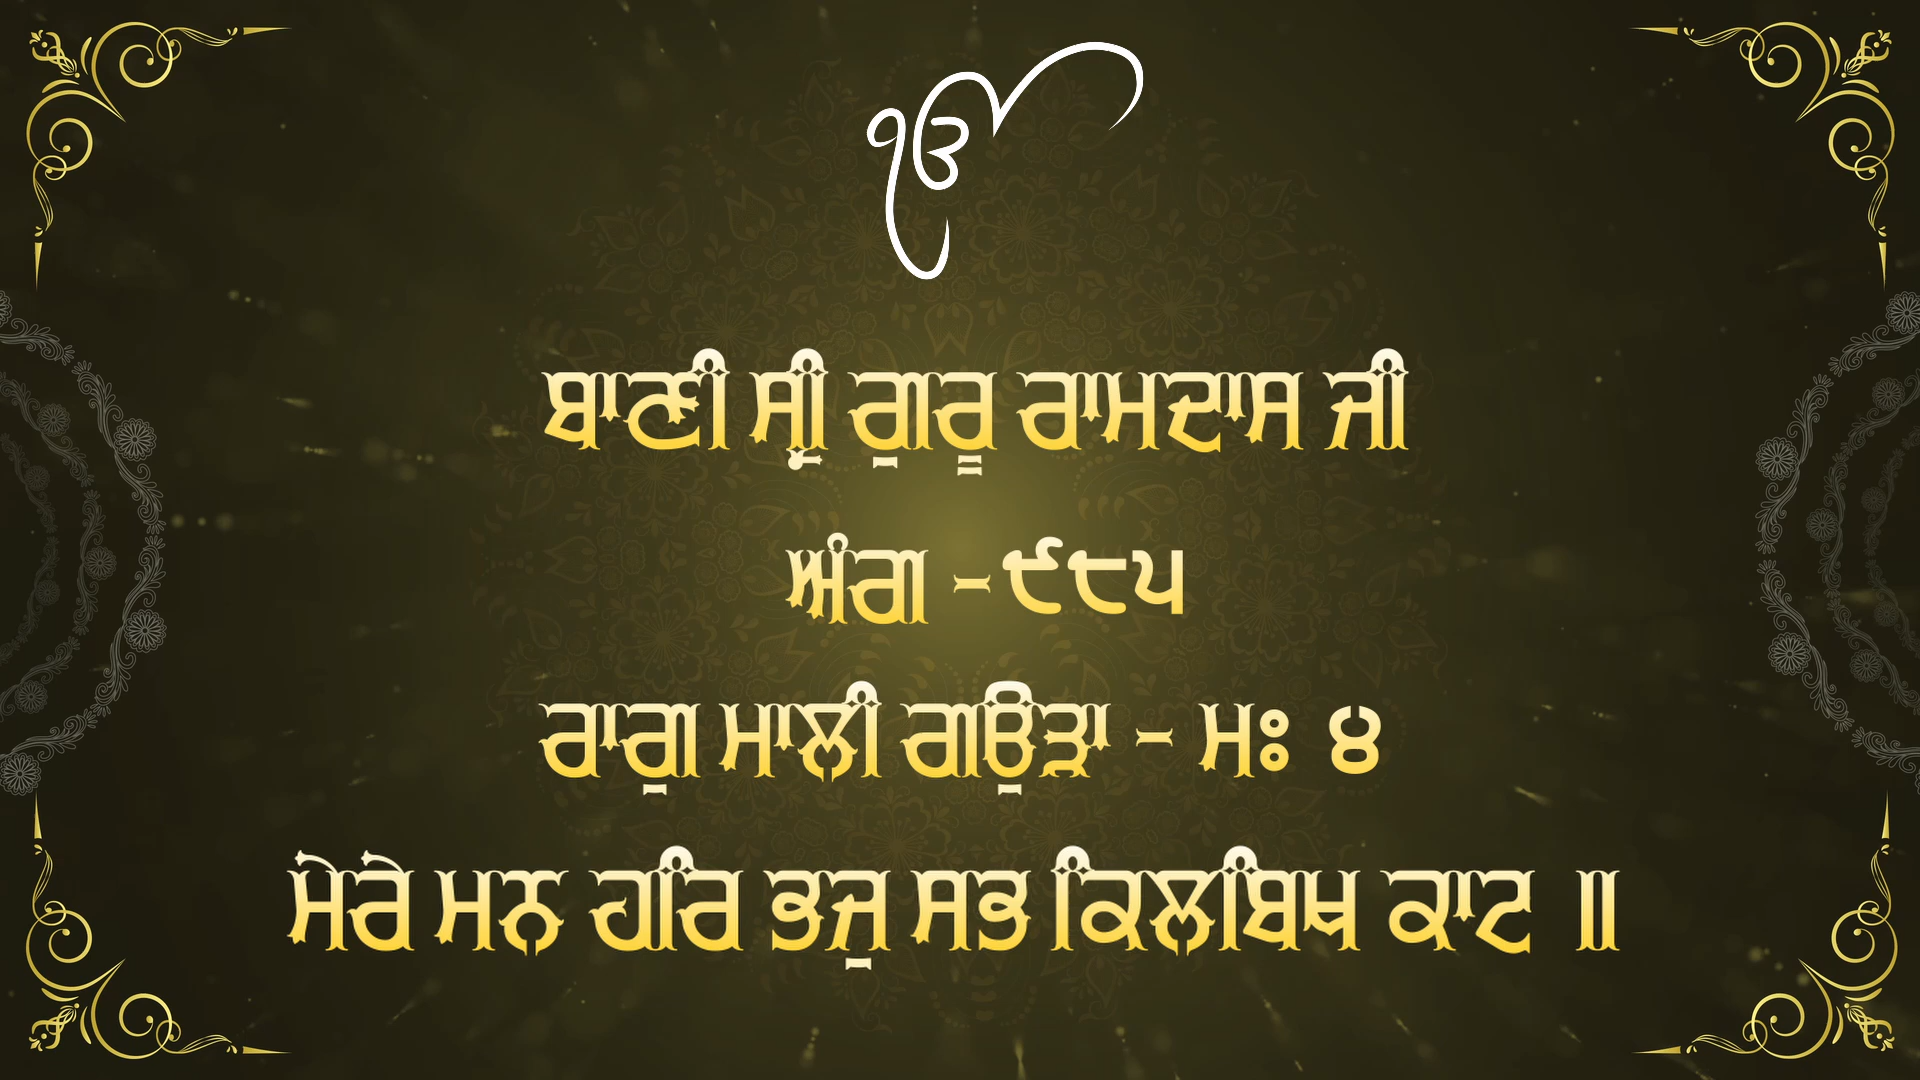 ੴ
ਬਾਣੀ ਸ੍ਰੀ ਗੁਰੂ ਰਾਮਦਾਸ ਜੀ
ਅੰਗ - ੯੮੫
ਰਾਗੁ ਮਾਲੀ ਗਉੜਾ - ਮਃ ੪
ਮੇਰੇ ਮਨ ਹਰਿ ਭਜੁ ਸਭ ਕਿਲਬਿਖ ਕਾਟ ॥